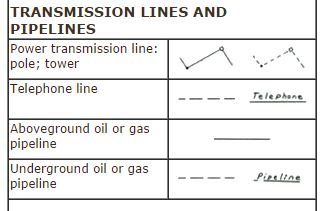 TRANSMISSION LINES AND
PIPELINES
Power transmission line:
pole; tower
Telephone line
Telephone
Aboveground oil or gas
pipeline
Underground oil or gas
pipeline
Pipeline